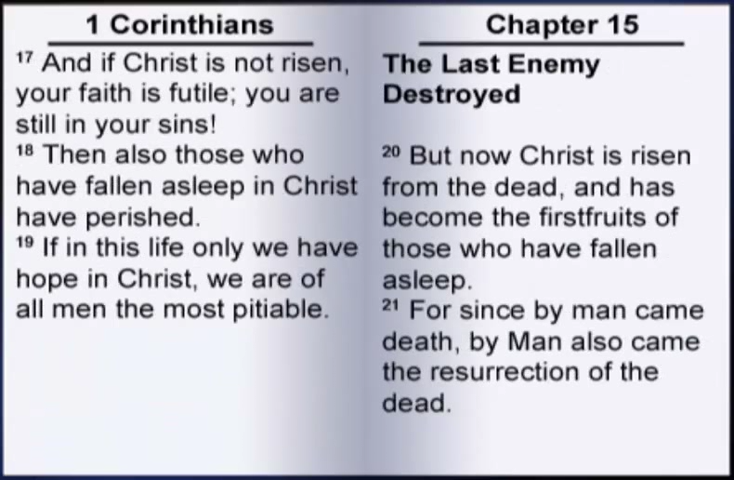 1 Corinthians
17 And if Christ is not risen,
your faith is futile; you are
still in your sins!
18 Then also those who
have fallen asleep in Christ
have perished.
19 If in this life only we have
hope in Christ, we are of
all men the most pitiable.
Chapter 15
The Last Enemy
Destroyed
20 But now Christ is risen
from the dead, and has
become the firstfruits of
those who have fallen
asleep.
21 For since by man came
death, by Man also came
the resurrection of the
dead.